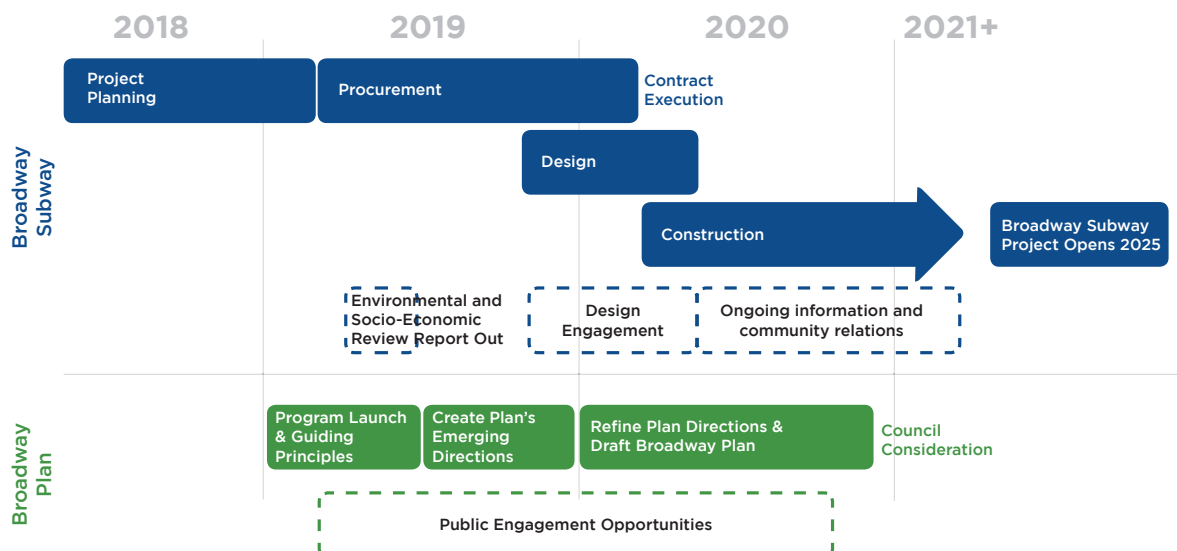 2018
2019
2020
2021+
Broadway
Subway
Project
Planning
Procurement
Contract
Execution
Design
Construction
Broadway Subway
Project Opens 2025
Environmental and
Socio-Economic
Review Report Out
Design
Engagement
Ongoing information and
community relations
Broadway
Plan
Program Launch
& Guiding
Principles
Create Plan’s
Emerging
Directions
Refine Plan Directions &
Draft Broadway Plan
Council
Consideration
Public Engagement Opportunities